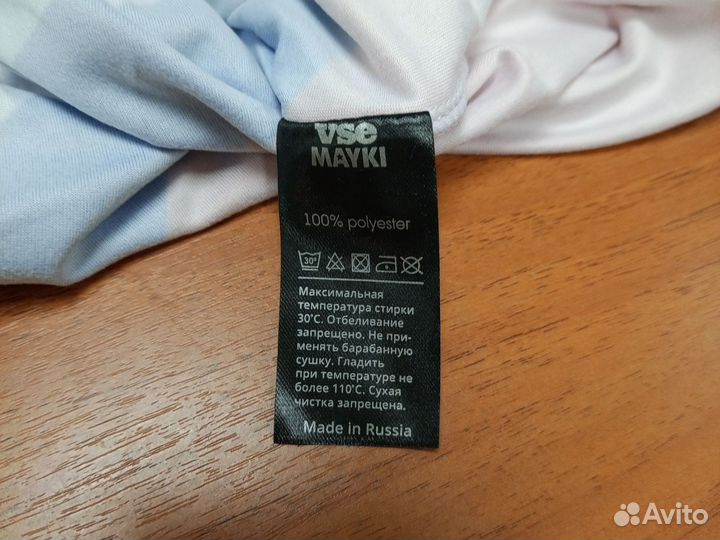 vse
MAYKI
100% polyester
30°
Максимальная
температура стирки
30°С. Отбеливание
запрещено. Не при-
менять барабанную
сушку. Гладить
при температуре не
более 110°С. Сухая
чистка запрещена.
Made in Russia
Avito